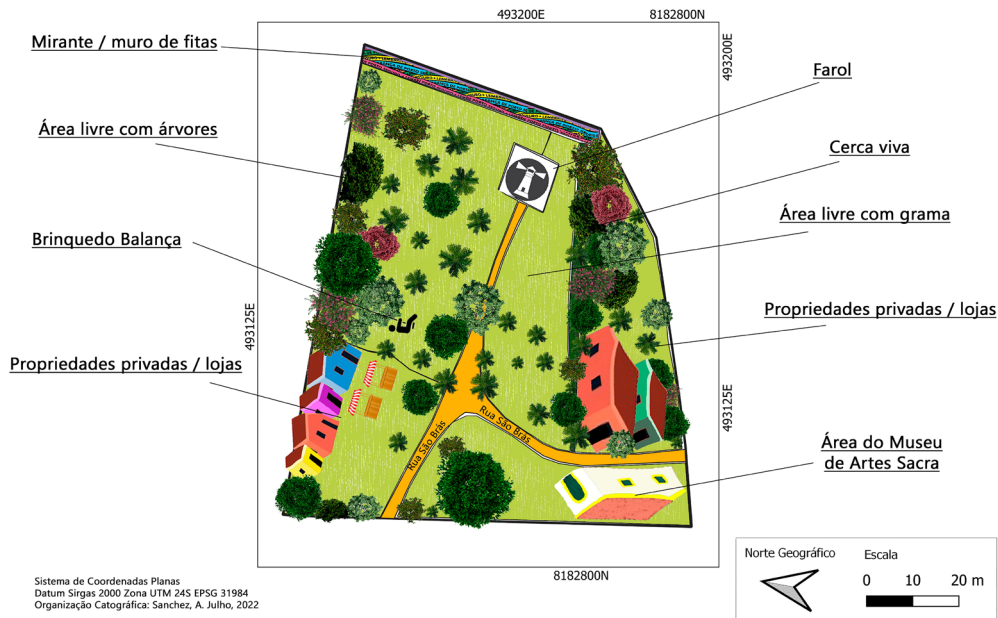 493200E
8182800N
Mirante / muro de fitas
493200E
Farol
Área livre com árvores
Cerca viva
Área livre com grama
Brinquedo Balança
493125E
Propriedades privadas / lojas
Propriedades privadas / lojas
493125E
Rua São Brás
Rua São Brás
Área do Museu
de Artes Sacra
8182800N
Norte Geográfico
Escala
0 10 20 m
Sistema de Coordenadas Planas
Datum Sirgas 2000 Zona UTM 24S EPSG 31984
Organização Catográfica: Sanchez, A. Julho, 2022